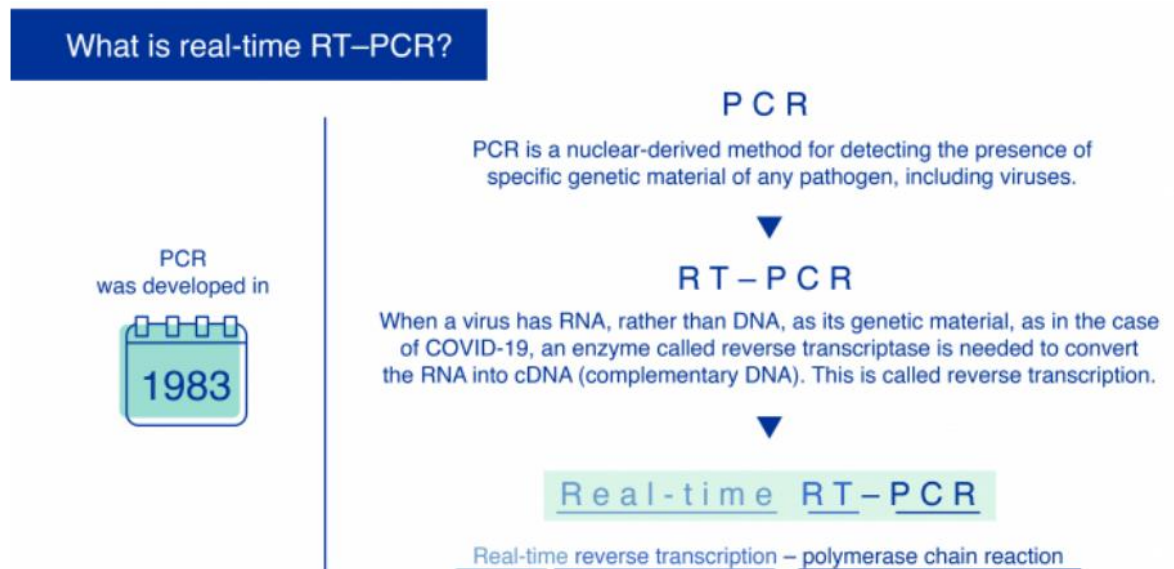 What is real-time RT–PCR?
PCR
was developed in
1983
PCR
PCR is a nuclear-derived method for detecting the presence of
specific genetic material of any pathogen, including viruses.
RT–PCR
When a virus has RNA, rather than DNA, as its genetic material, as in the case
of COVID-19, an enzyme called reverse transcriptase is needed to convert
the RNA into cDNA (complementary DNA). This is called reverse transcription.
Real-time RT–PCR
Real-time reverse transcription – polymerase chain reaction